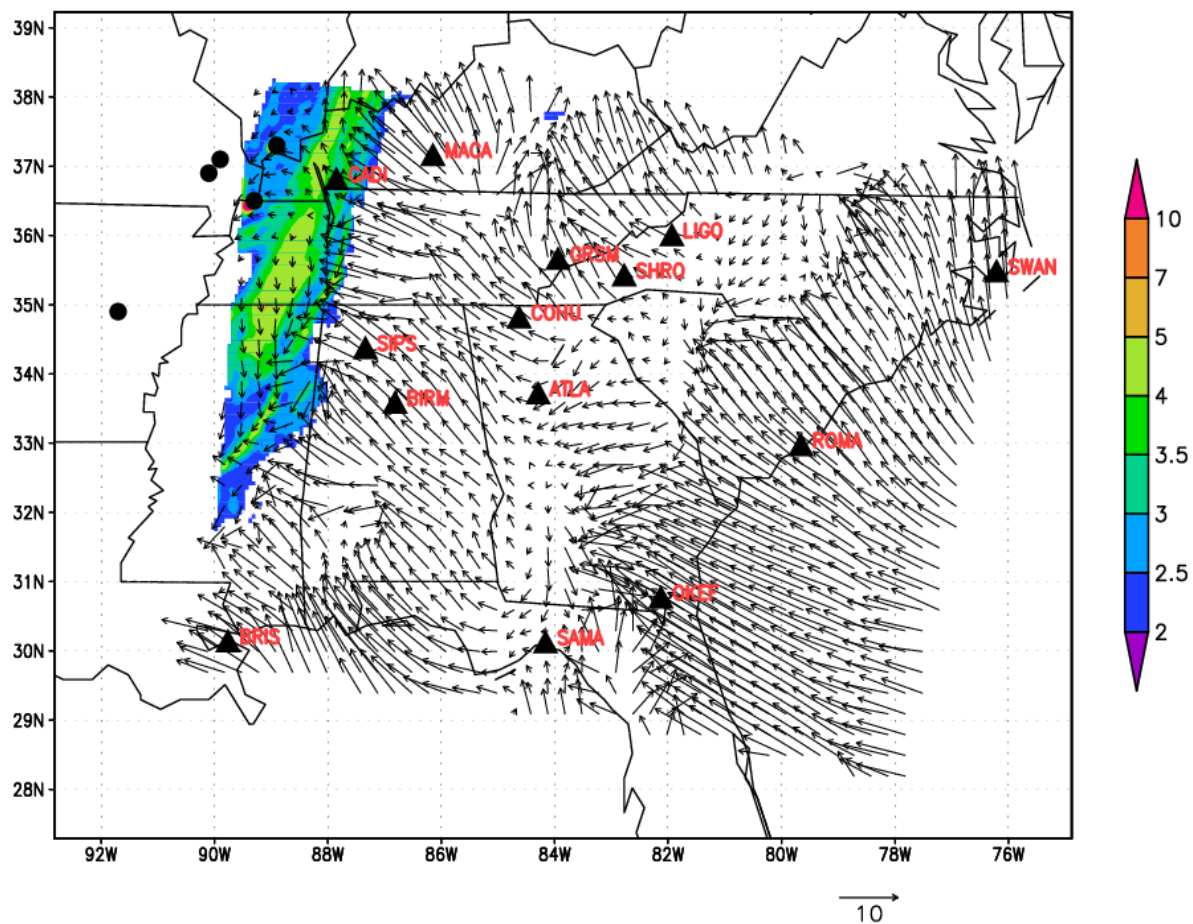 39N
38N
37N
36N
35N
34N
33N
32N
31N
30N
29N
28N
92W 90W 88W 86W 84W 82W 80W 78W 76W
MACA
CADI
LIGO
GRSM
SHRO
SWAN
COHU
SIPS
ATLA
BIRM
ROMA
OKEF
BRIS
SAMA
10
7
5
4
3.5
3
2.5
2
10